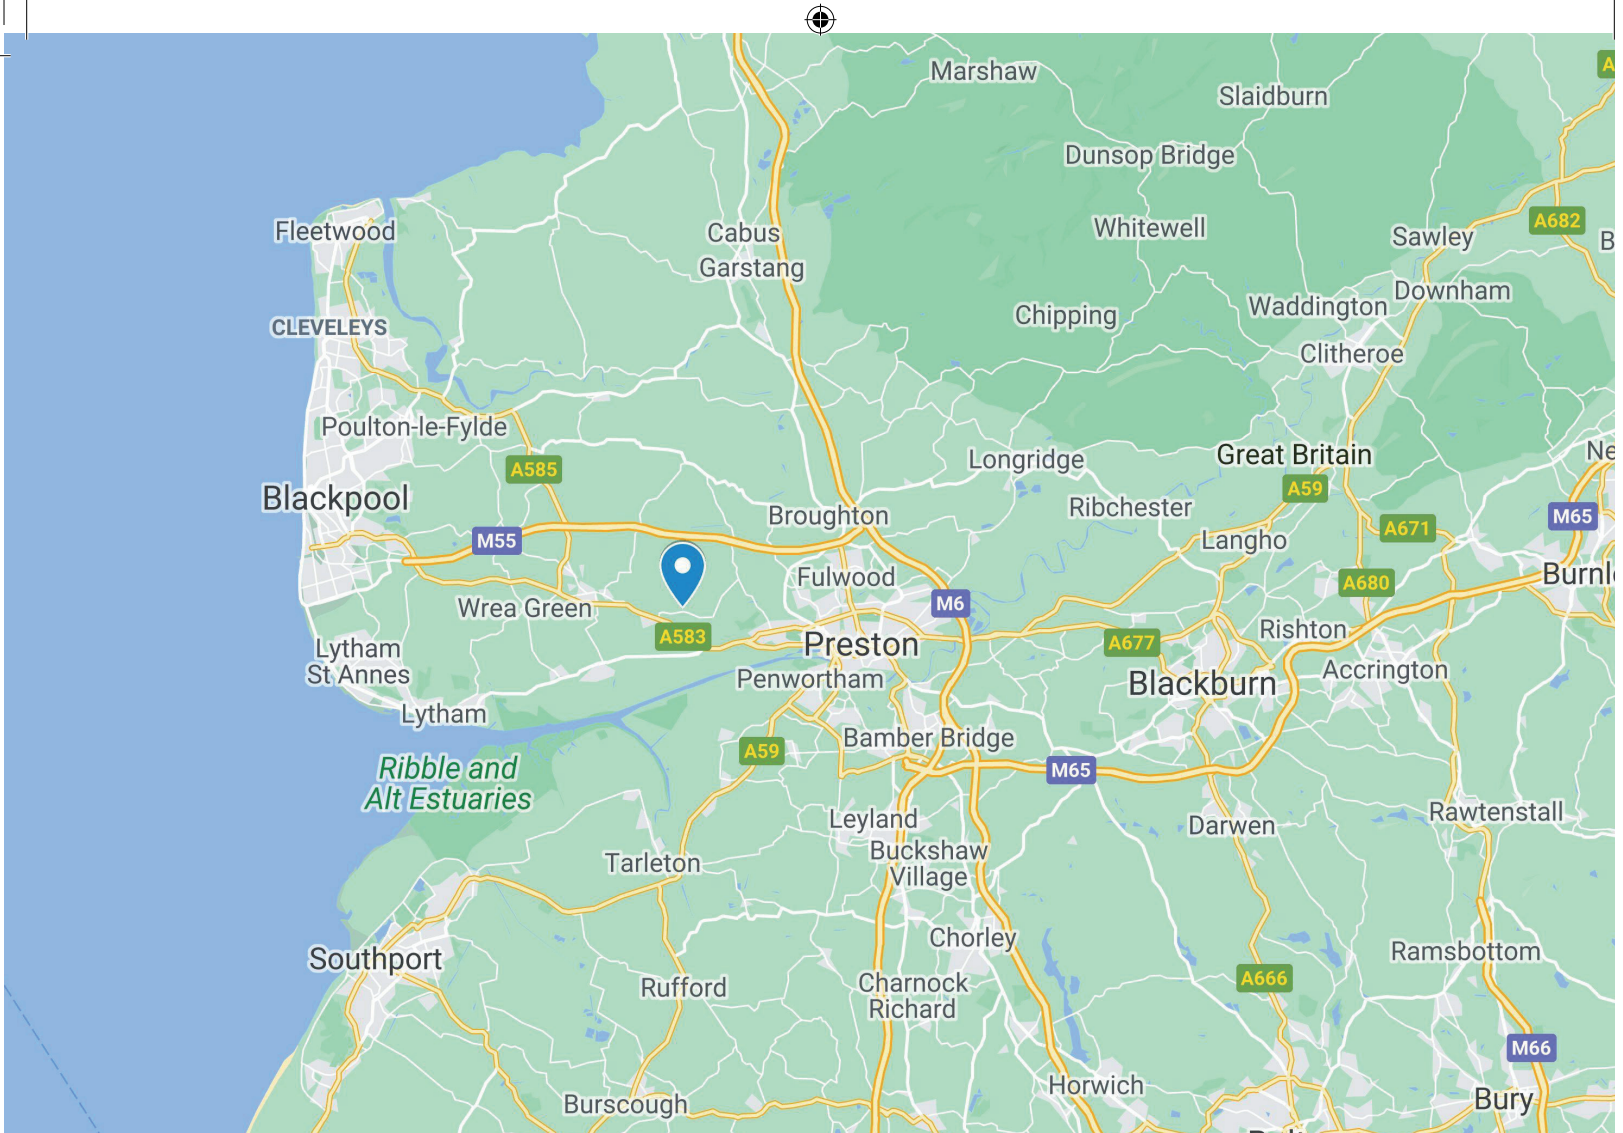 Marshaw
Slaidburn
Dunsop Bridge
A682
Whitewell
Fleetwood
Cabus
Sawley
Garstang
Downham
Waddington
Chipping
CLEVELEYS
Clitheroe
Poulton-le-Fylde
Great Britain
Longridge
A585
A59
Blackpool
Ribchester
Broughton
M65
A671
M55
Langho
Burnl
Fulwood
A680
M6
Wrea Green
Rishton
A583
Preston
A677
Lytham
St Annes
Accrington
Penwortham
Blackburn
Lytham
Bamber Bridge
A59
Ribble and
Alt Estuaries
M65
Rawtenstall
Leyland
Darwen
Buckshaw
Village
Tarleton
Chorley
Ramsbottom
Southport
A666
Charnock
Richard
Rufford
M66
Horwich
Bury
Burscough